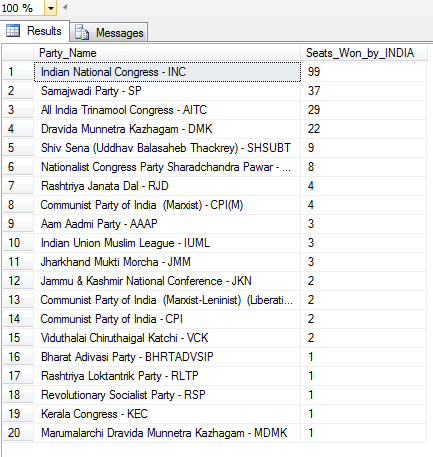 100 %
Results Messages
Party_Name Seats_Won_by_INDIA
1 Indian National Congress - INC 99
2 Samajwadi Party - SP 37
3 All India Trinamool Congress - AITC 29
4 Dravida Munnetra Kazhagam - DMK 22
5 Shiv Sena (Uddhav Balasaheb Thackrey) - SHSUBT 9
6 Nationalist Congress Party Sharadchandra Pawar - ... 8
7 Rashtriya Janata Dal - RJD 4
8 Communist Party of India  (Marxist) - CPI(M) 4
9 Aam Aadmi Party - AAAP 3
10 Indian Union Muslim League - IUML 3
11 Jharkhand Mukti Morcha - JMM 3
12 Jammu & Kashmir National Conference - JKN 2
13 Communist Party of India  (Marxist-Leninist)  (Liberati... 2
14 Communist Party of India - CPI 2
15 Viduthalai Chiruthaigal Katchi - VCK 2
16 Bharat Adivasi Party - BHRTADVSIP 1
17 Rashtriya Loktantrik Party - RLTP 1
18 Revolutionary Socialist Party - RSP 1
19 Kerala Congress - KEC 1
20 Marumalarchi Dravida Munnetra Kazhagam - MDMK 1